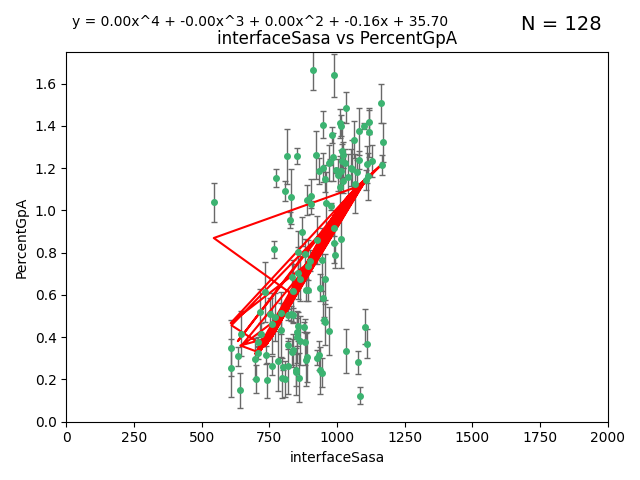 y = 0.00x^4 + -0.00x^3 + 0.00x^2 + -0.16x + 35.70
N = 128
interfaceSasa vs PercentGpA
PercentGpA
1.6
1.4
1.2
1.0
0.8
0.6
0.4
0.2
0.0
0 250 500 750 1000 1250 1500 1750 2000
interfaceSasa